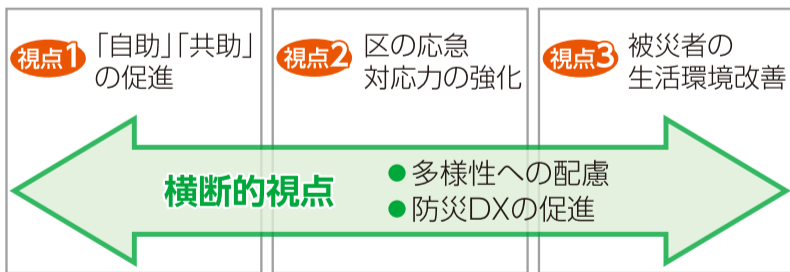 視点1
「自助」「共助」
の促進
視点2
区の応急
対応力の強化
視点3
被災者の
生活環境改善
横断的視点
●多様性への配慮
●防災DXの促進